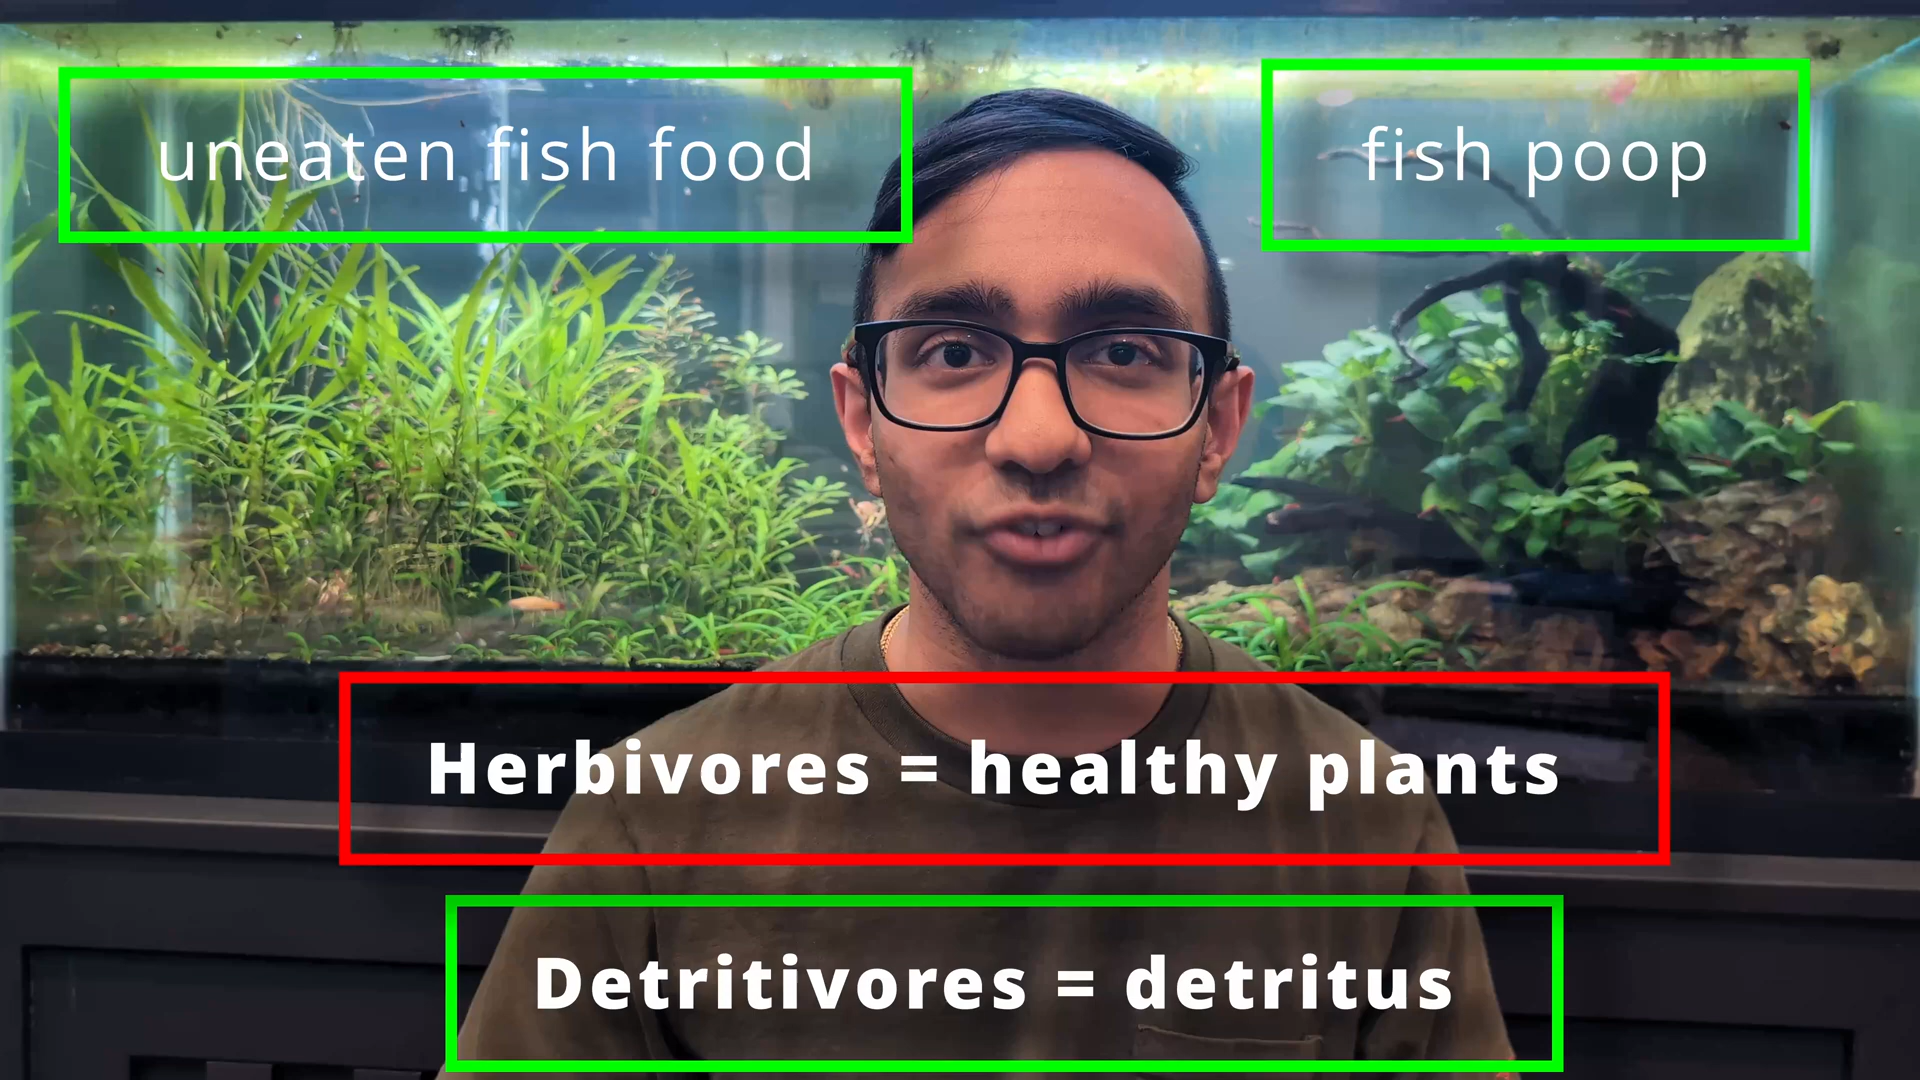 uneaten fish food
fish poop
Herbivores = healthy plants
Detritivores = detritus